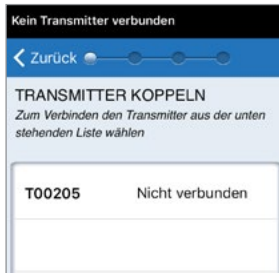 Kein Transmitter verbunden
Zurück
TRANSMITTER KOPPELN
Zum Verbinden den Transmitter aus der unten
stehenden Liste wählen
T00205 Nicht verbunden